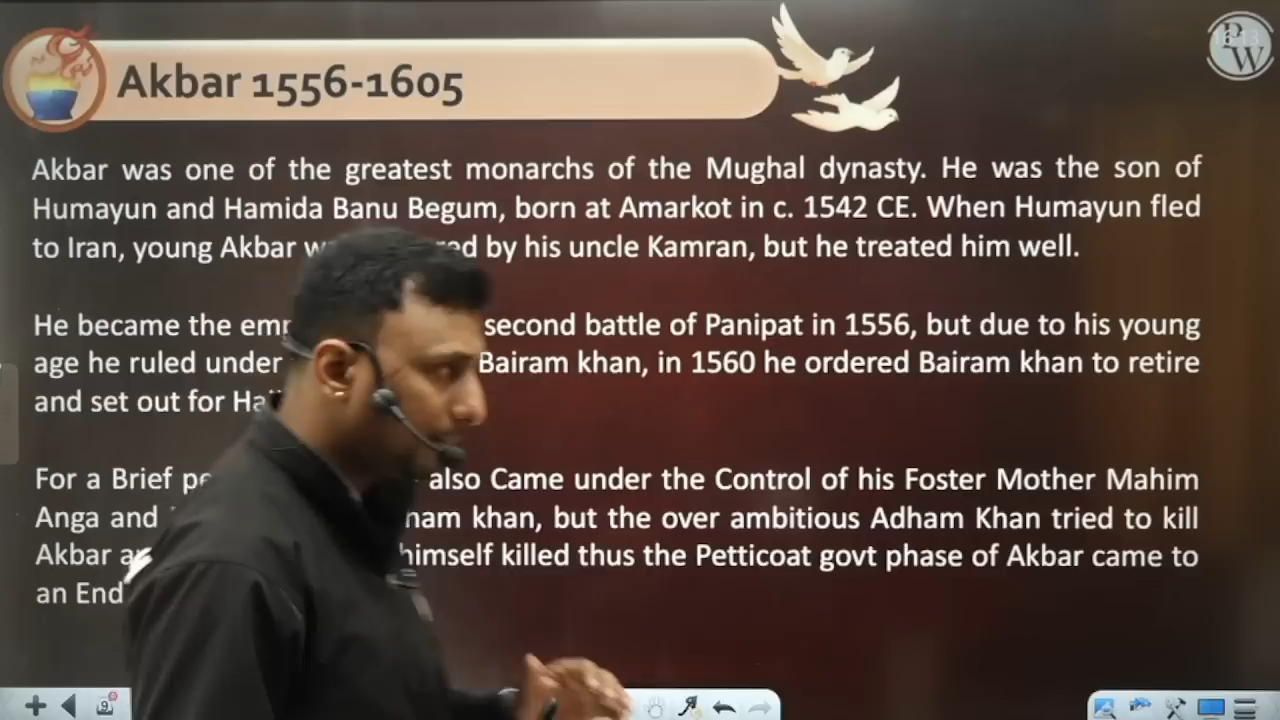 Akbar 1556-1605
PW
Akbar was one of the greatest monarchs of the Mughal dynasty. He was the son of
Humayun and Hamida Banu Begum, born at Amarkot in c. 1542 CE. When Humayun fled
to Iran, young Akbar by his uncle Kamran, but he treated him well.
He became the second battle of Panipat in 1556, but due to his young
age he ruled under Bairam khan, in 1560 he ordered Bairam khan to retire
and set out for
For a Brief also Came under the Control of his Foster Mother Mahim
Anga and khan, but the over ambitious Adham Khan tried to kill
Akbar himself killed thus the Petticoat govt phase of Akbar came to
an End
9